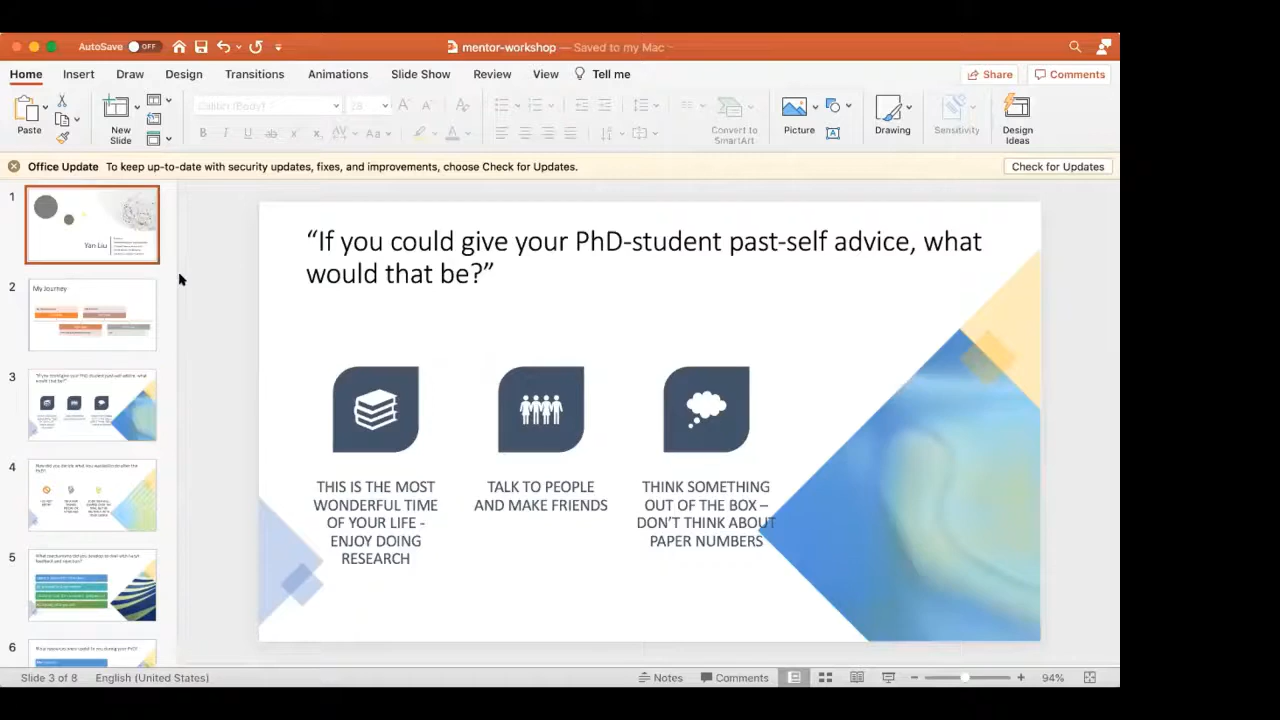 AutoSave OFF
mentor-workshop — Saved to my Mac
Home Insert Draw Design Transitions Animations Slide Show Review View Tell me Share Comments
Calibri (Body) 28
Paste
New Slide
Convert to SmartArt
Picture
Drawing
Sensitivity
Design Ideas
Office Update To keep up-to-date with security updates, fixes, and improvements, choose Check for Updates. Check for Updates
1
Yan Liu
2
My Journey
3
4
5
6
“If you could give your PhD-student past-self advice, what
would that be?”
THIS IS THE MOST
WONDERFUL TIME
OF YOUR LIFE -
ENJOY DOING
RESEARCH
TALK TO PEOPLE
AND MAKE FRIENDS
THINK SOMETHING
OUT OF THE BOX –
DON’T THINK ABOUT
PAPER NUMBERS
Slide 3 of 8 English (United States) Notes Comments 94%